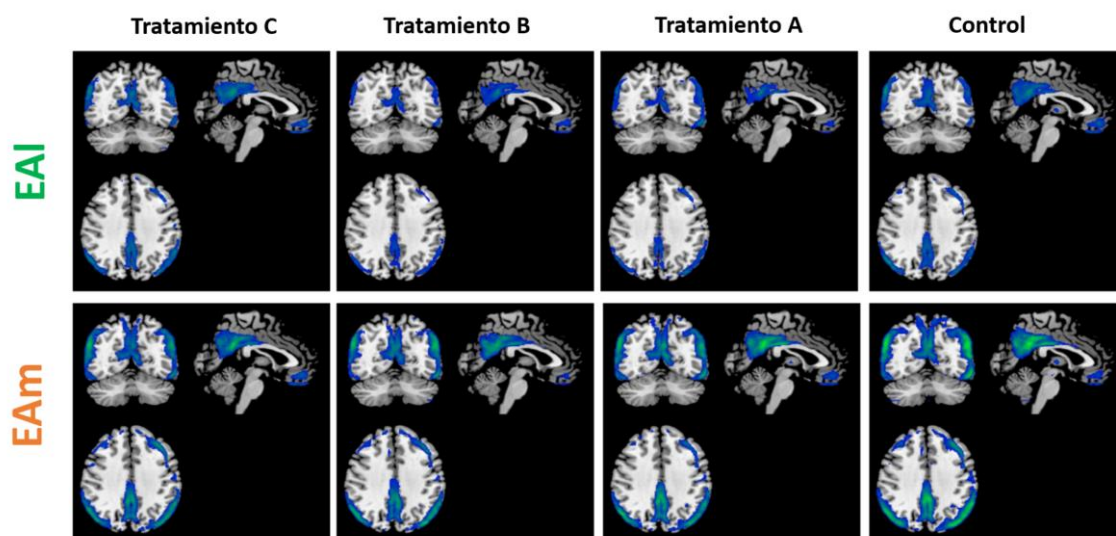 Tratamiento C
Tratamiento B
Tratamiento A
Control
EAl
EAm